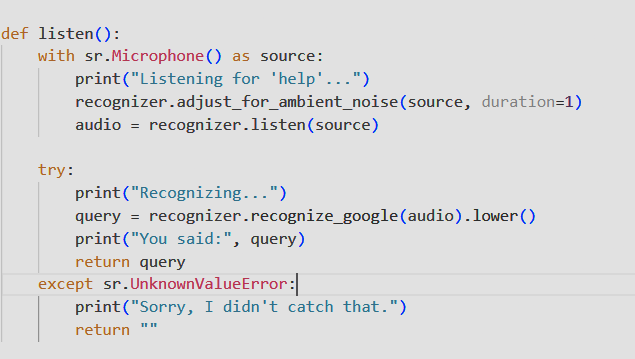 def listen():
    with sr.Microphone() as source:
        print("Listening for 'help'...")
        recognizer.adjust_for_ambient_noise(source, duration=1)
        audio = recognizer.listen(source)

    try:
        print("Recognizing...")
        query = recognizer.recognize_google(audio).lower()
        print("You said:", query)
        return query
    except sr.UnknownValueError:
        print("Sorry, I didn't catch that.")
        return ""